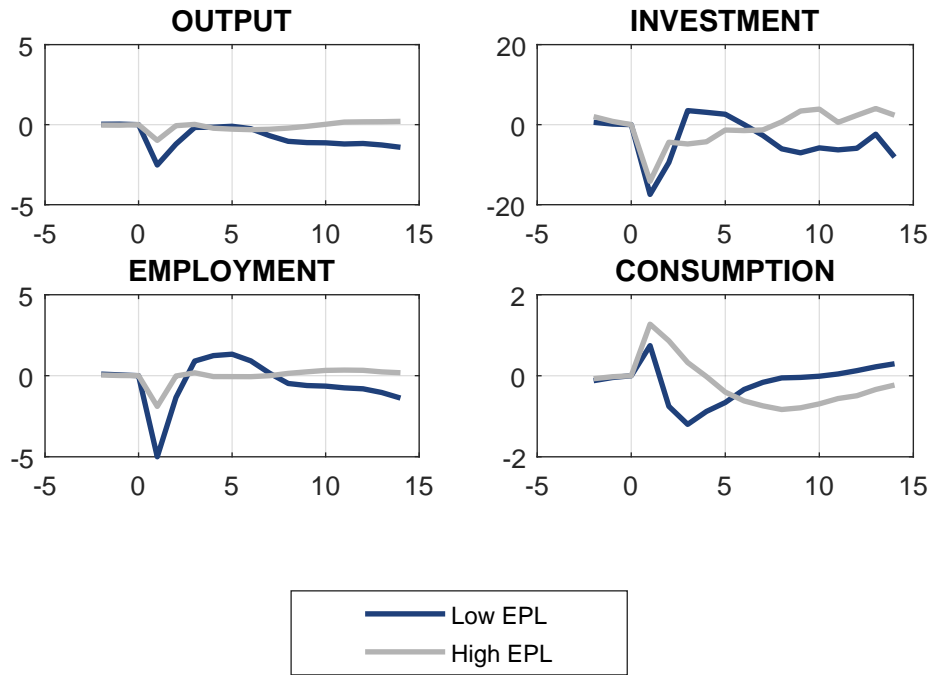 OUTPUT
5
0
-5
-5 0 5 10 15
INVESTMENT
20
0
-20
-5 0 5 10 15
EMPLOYMENT
5
0
-5
-5 0 5 10 15
CONSUMPTION
2
0
-2
-5 0 5 10 15
Low EPL
High EPL